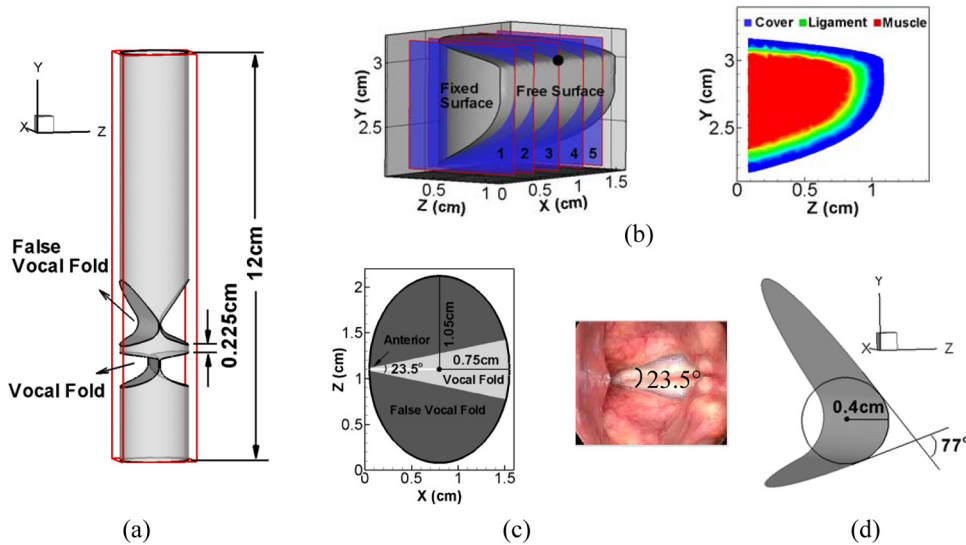 Y
X
Z
False
Vocal Fold
Vocal Fold
12cm
0.225cm
(a)
Y (cm)
3
2.5
Fixed
Surface
Free Surface
1 2 3 4 5
0.5
1
0
0.5
1
1.5
Z (cm)
X (cm)
Cover Ligament Muscle
Y (cm)
3
2.5
0
0.5
1
Z (cm)
(b)
Z (cm)
2
1.5
1
0.5
0
0
0.5
1
1.5
X (cm)
Anterior
1.05cm
0.75cm
23.5°
Vocal Fold
False Vocal Fold
23.5°
(c)
Y
X
Z
0.4cm
77°
(d)